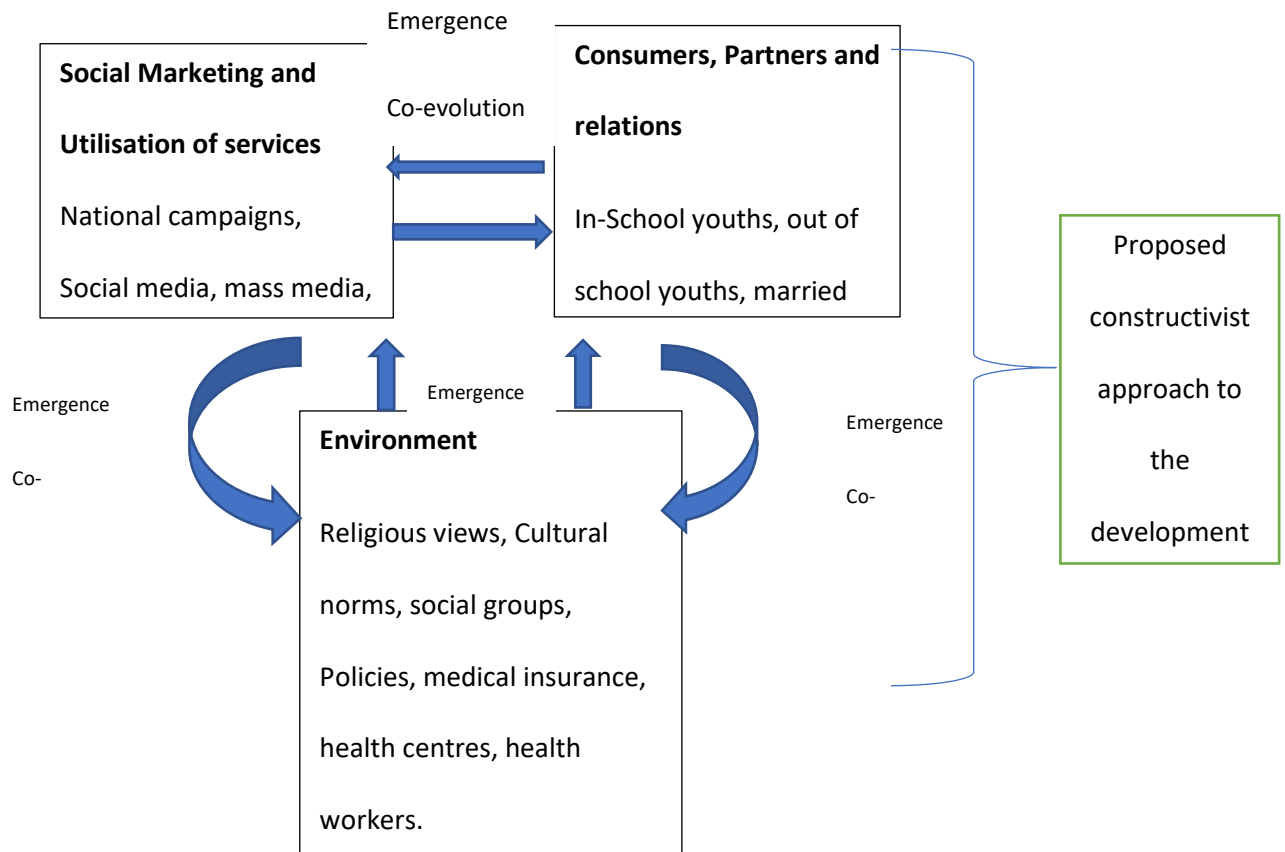 Emergence
Co-evolution
Social Marketing and
Utilisation of services
National campaigns,
Social media, mass media,
Consumers, Partners and
relations
In-School youths, out of
school youths, married
Emergence
Co-
Emergence
Environment
Religious views, Cultural
norms, social groups,
Policies, medical insurance,
health centres, health
workers.
Emergence
Co-
Proposed
constructivist
approach to
the
development